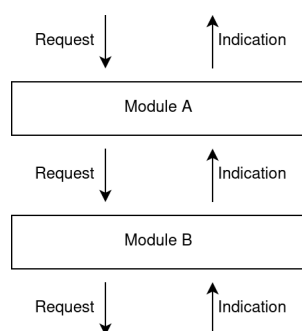 Request Indication
Module A
Request Indication
Module B
Request Indication